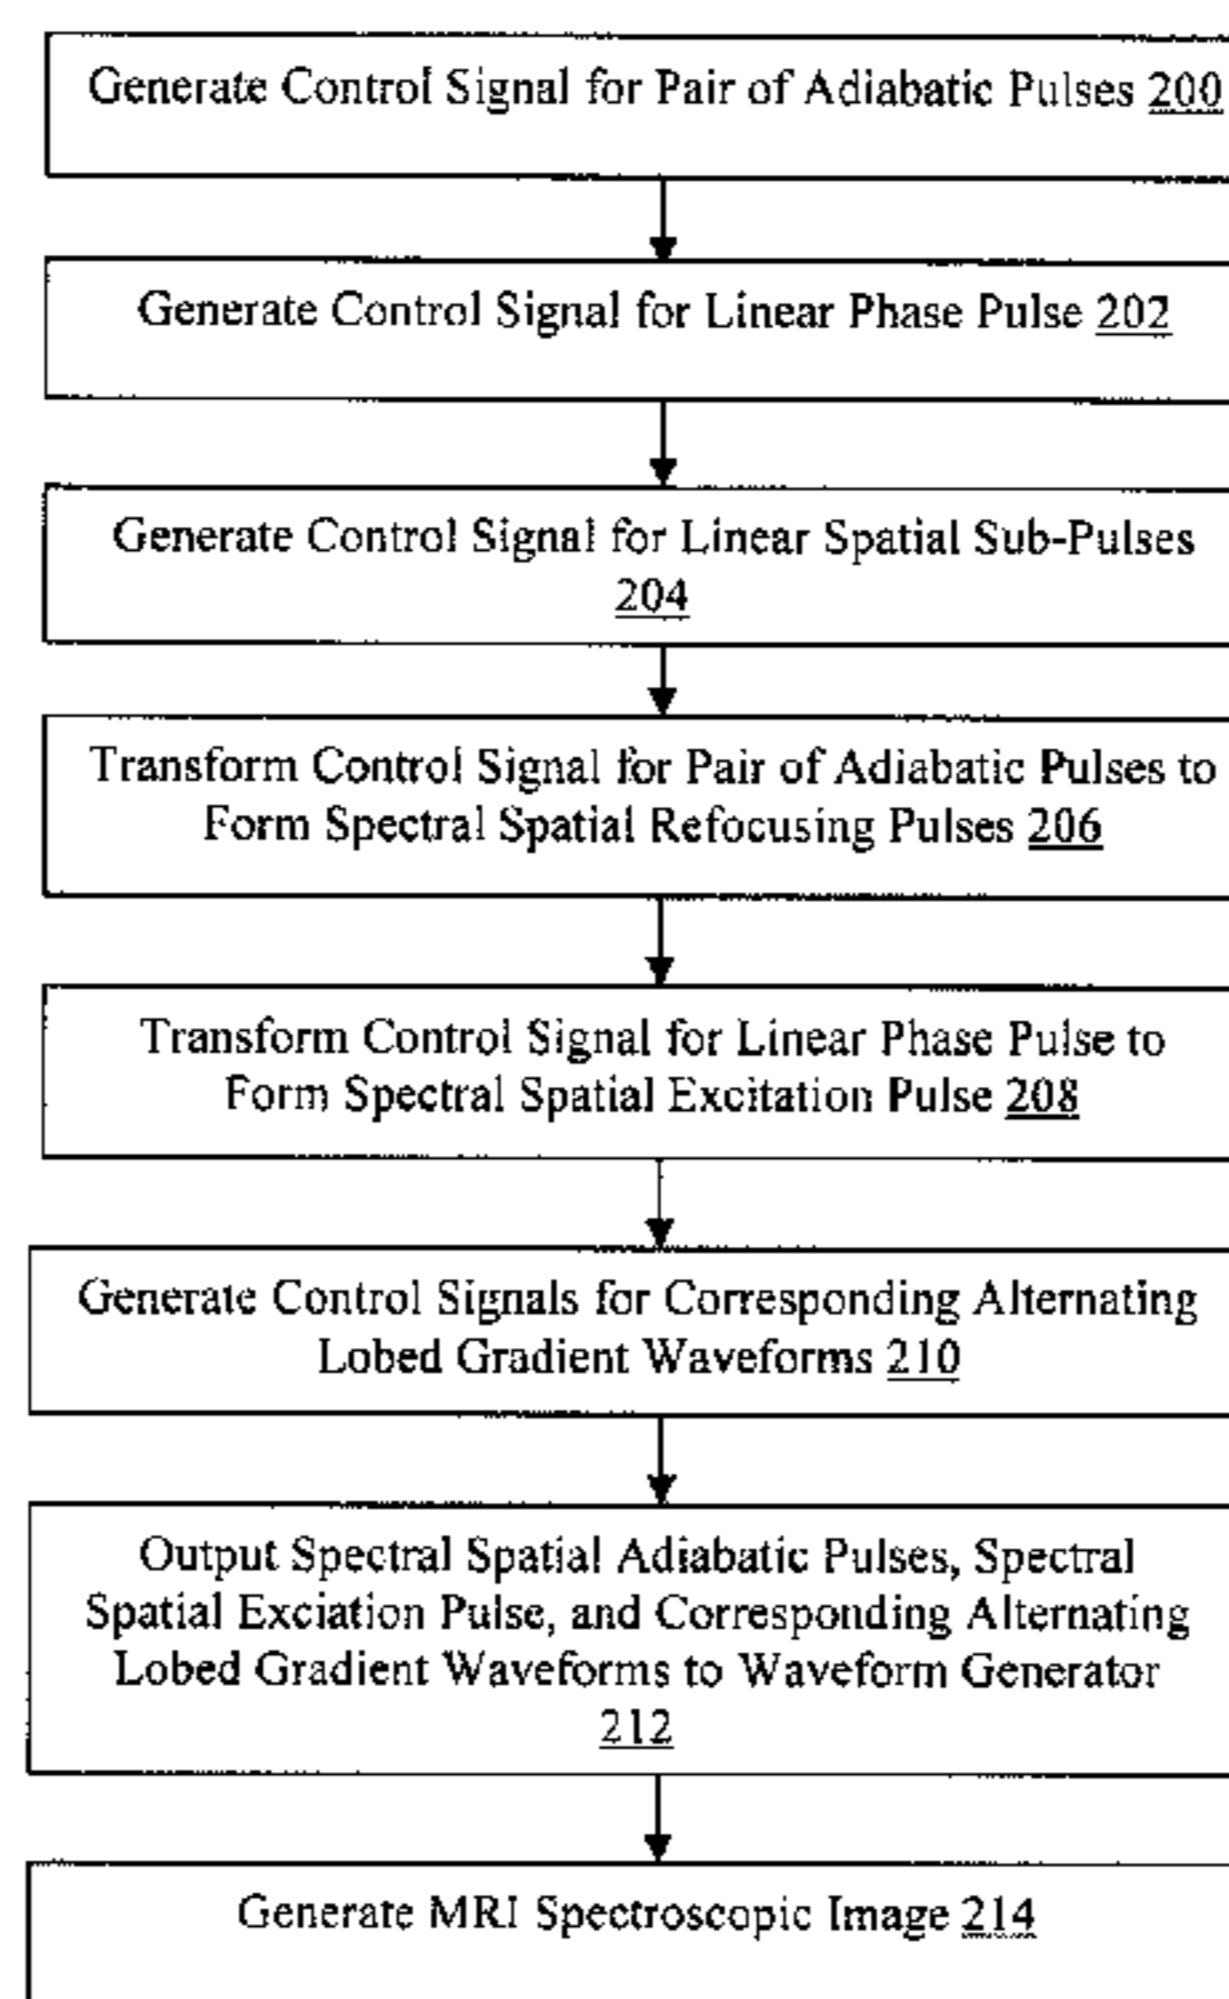 Generate Control Signal for Pair of Adiabatic Pulses 200
Generate Control Signal for Linear Phase Pulse 202
Generate Control Signal for Linear Spatial Sub-Pulses
204
Transform Control Signal for Pair of Adiabatic Pulses to
Form Spectral Spatial Refocusing Pulses 206
Transform Control Signal for Linear Phase Pulse to
Form Spectral Spatial Excitation Pulse 208
Generate Control Signals for Corresponding Alternating
Lobed Gradient Waveforms 210
Output Spectral Spatial Adiabatic Pulses, Spectral
Spatial Exciation Pulse, and Corresponding Alternating
Lobed Gradient Waveforms to Waveform Generator
212
Generate MRI Spectroscopic Image 214